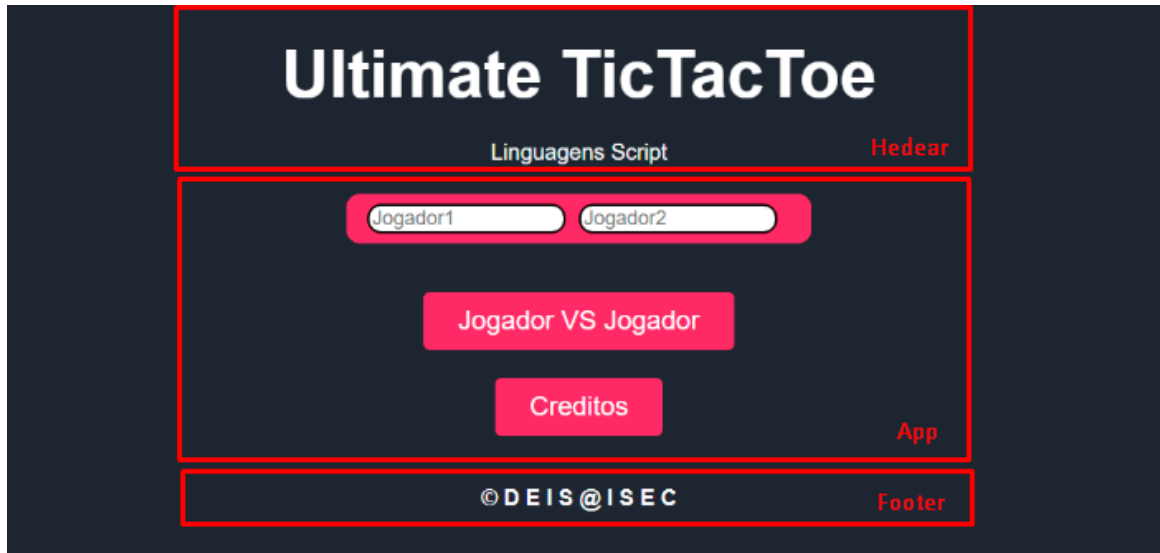 Ultimate TicTacToe
Linguagens Script
Hedear
Jogador1 Jogador2
Jogador VS Jogador
Creditos
App
©DEIS@ISEC
Footer